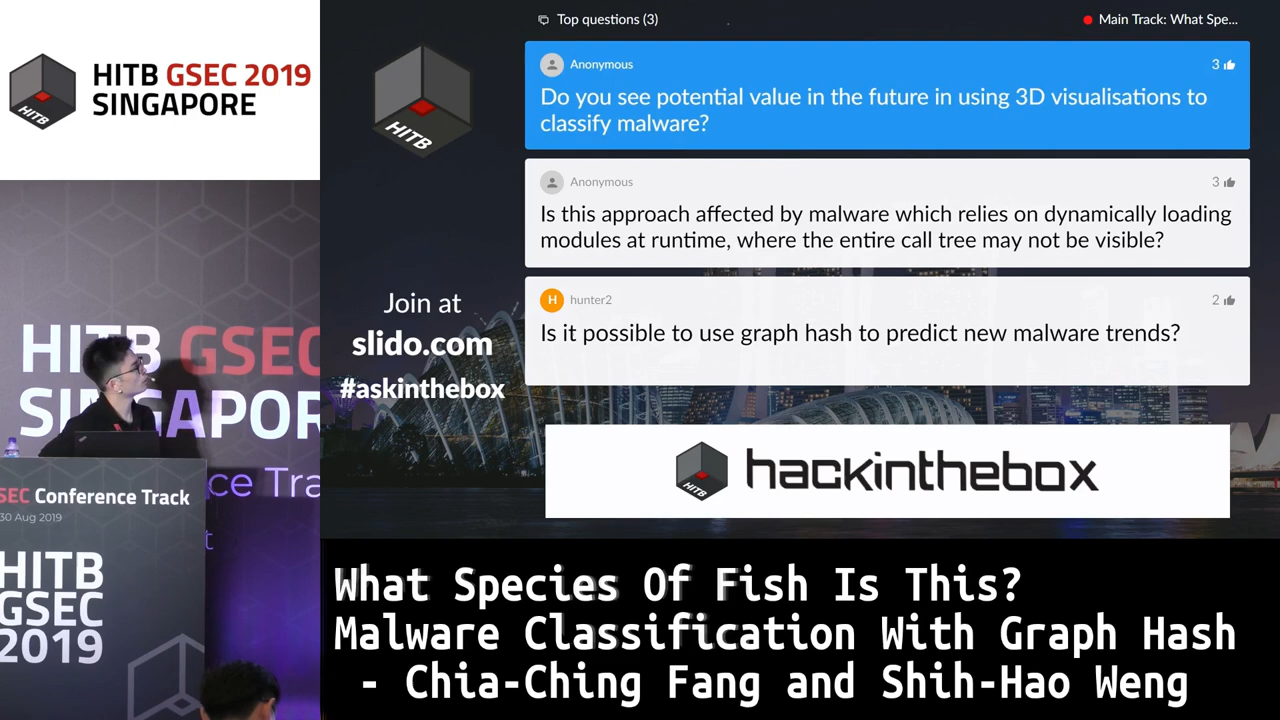 HITB GSEC 2019
SINGAPORE
HITB
Top questions (3)
Main Track: What Spe...
HITB
Anonymous
3
Do you see potential value in the future in using 3D visualisations to
classify malware?
Anonymous
3
Is this approach affected by malware which relies on dynamically loading
modules at runtime, where the entire call tree may not be visible?
H
hunter2
2
Is it possible to use graph hash to predict new malware trends?
Join at
slido.com
#askinthebox
HITB
hackinthebox
HITB GSEC
SINGAPOR
ce Tra
t
SEC Conference Track
30 Aug 2019
HITB
GSEC
2019
What Species Of Fish Is This?
Malware Classification With Graph Hash
- Chia-Ching Fang and Shih-Hao Weng